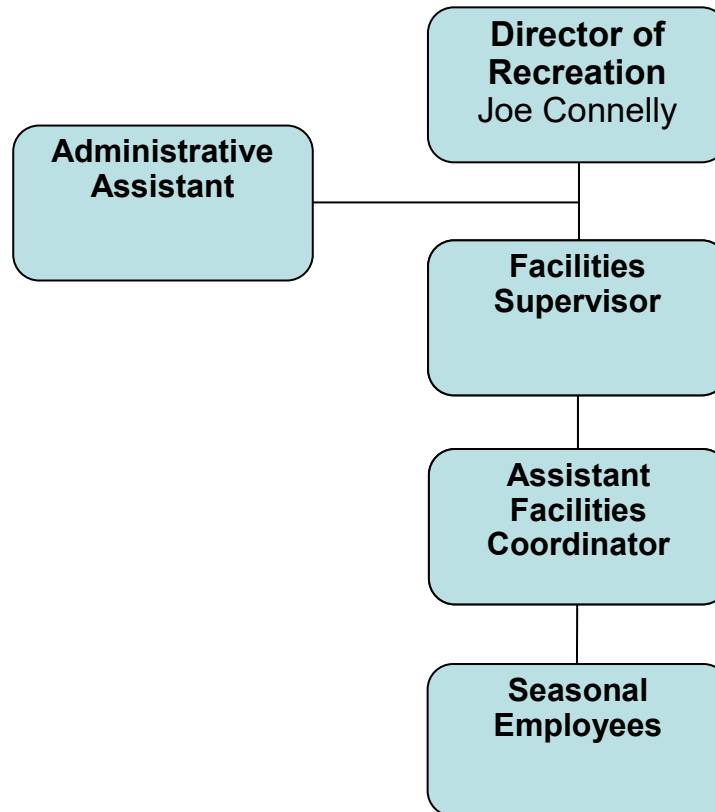 Director of
Recreation
Joe Connelly
Administrative
Assistant
Facilities
Supervisor
Assistant
Facilities
Coordinator
Seasonal
Employees